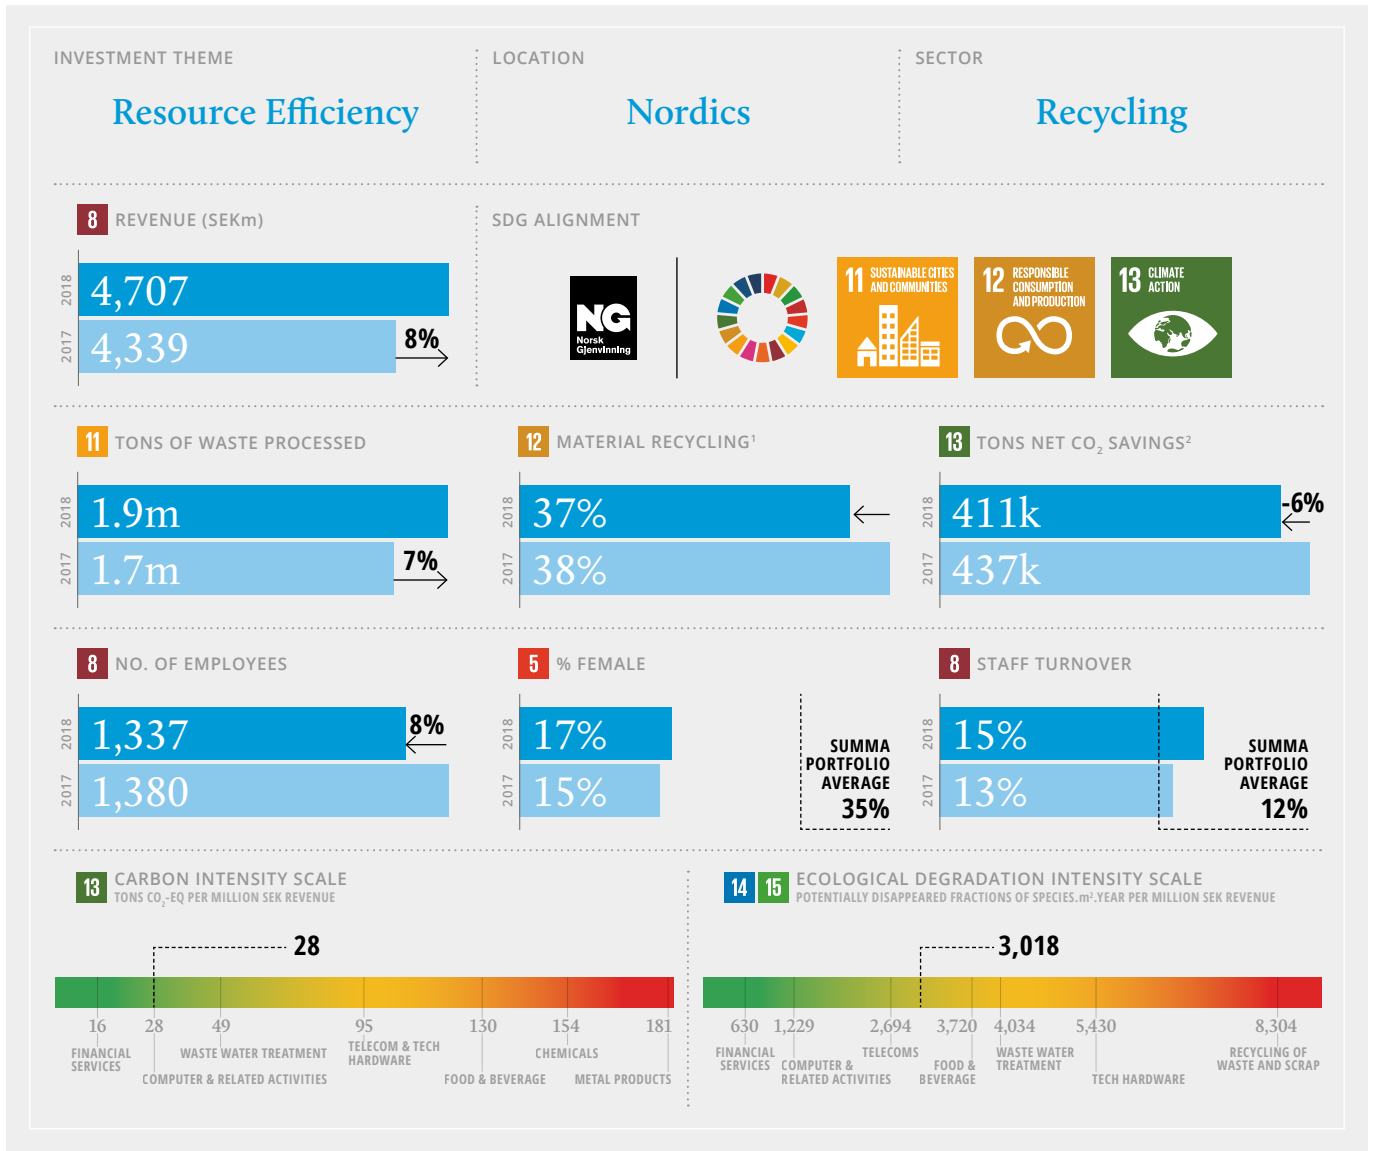 INVESTMENT THEME
Resource Efficiency
LOCATION
Nordics
SECTOR
Recycling
8 REVENUE (SEKm)
2018
4,707
2017
4,339
8%
SDG ALIGNMENT
NG
Norsk
Gjenvinning
11 SUSTAINABLE CITIES
AND COMMUNITIES
12 RESPONSIBLE
CONSUMPTION
AND PRODUCTION
13 CLIMATE
ACTION
11 TONS OF WASTE PROCESSED
2018
1.9m
2017
1.7m
7%
12 MATERIAL RECYCLING¹
2018
37%
2017
38%
13 TONS NET CO₂ SAVINGS²
2018
411k
-6%
2017
437k
8 NO. OF EMPLOYEES
2018
1,337
8%
2017
1,380
5 % FEMALE
2018
17%
2017
15%
SUMMA
PORTFOLIO
AVERAGE
35%
8 STAFF TURNOVER
2018
15%
2017
13%
SUMMA
PORTFOLIO
AVERAGE
12%
13 CARBON INTENSITY SCALE
TONS CO₂-EQ PER MILLION SEK REVENUE
28
16 28 49 95 130 154 181
FINANCIAL
SERVICES
COMPUTER & RELATED ACTIVITIES
WASTE WATER TREATMENT
TELECOM & TECH
HARDWARE
FOOD & BEVERAGE
CHEMICALS
METAL PRODUCTS
14 15 ECOLOGICAL DEGRADATION INTENSITY SCALE
POTENTIALLY DISAPPEARED FRACTIONS OF SPECIES.m².YEAR PER MILLION SEK REVENUE
3,018
630 1,229 2,694 3,720 4,034 5,430 8,304
FINANCIAL
SERVICES
COMPUTER &
RELATED ACTIVITIES
TELECOMS
FOOD &
BEVERAGE
WASTE WATER
TREATMENT
TECH HARDWARE
RECYCLING OF
WASTE AND SCRAP